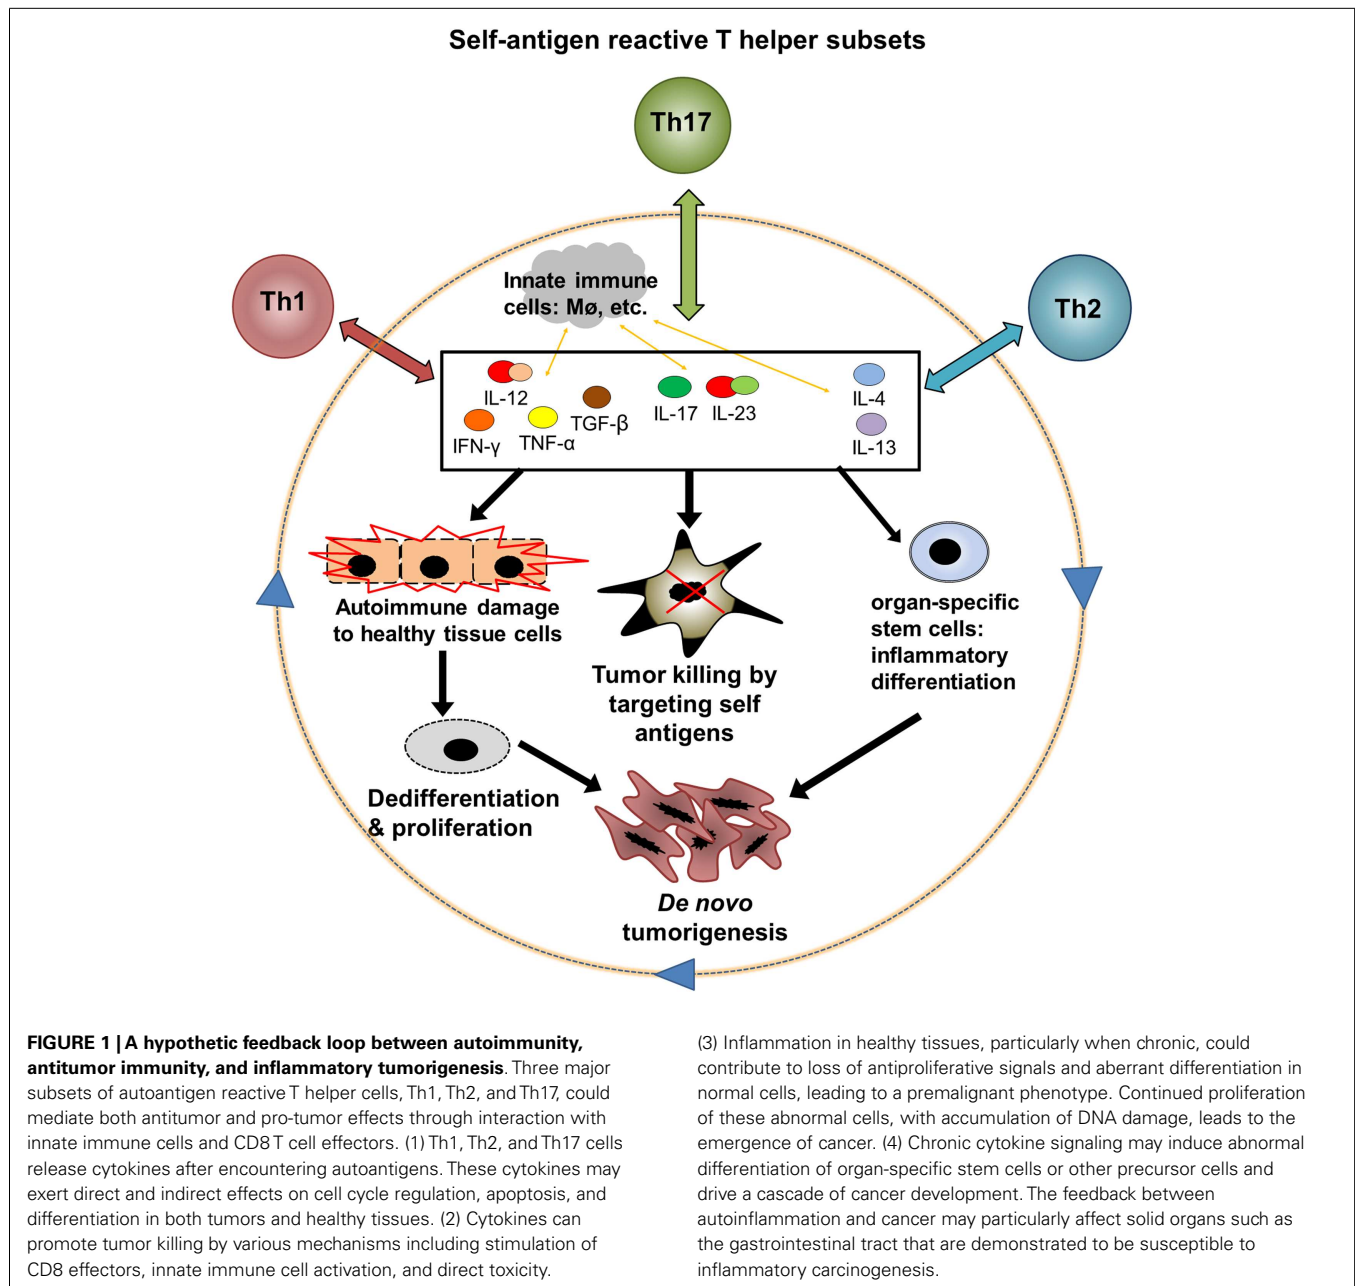 Self-antigen reactive T helper subsets
Th17
Th1
Th2
Innate immune
cells: Mø, etc.
IL-12
IFN-γ
TNF-α
TGF-β
IL-17
IL-23
IL-4
IL-13
Autoimmune damage
to healthy tissue cells
Tumor killing by
targeting self
antigens
organ-specific
stem cells:
inflammatory
differentiation
Dedifferentiation
& proliferation
De novo
tumorigenesis
FIGURE 1 | A hypothetic feedback loop between autoimmunity,
antitumor immunity, and inflammatory tumorigenesis. Three major
subsets of autoantigen reactive T helper cells, Th1, Th2, and Th17, could
mediate both antitumor and pro-tumor effects through interaction with
innate immune cells and CD8 T cell effectors. (1) Th1, Th2, and Th17 cells
release cytokines after encountering autoantigens. These cytokines may
exert direct and indirect effects on cell cycle regulation, apoptosis, and
differentiation in both tumors and healthy tissues. (2) Cytokines can
promote tumor killing by various mechanisms including stimulation of
CD8 effectors, innate immune cell activation, and direct toxicity.
(3) Inflammation in healthy tissues, particularly when chronic, could
contribute to loss of antiproliferative signals and aberrant differentiation in
normal cells, leading to a premalignant phenotype. Continued proliferation
of these abnormal cells, with accumulation of DNA damage, leads to the
emergence of cancer. (4) Chronic cytokine signaling may induce abnormal
differentiation of organ-specific stem cells or other precursor cells and
drive a cascade of cancer development. The feedback between
autoinflammation and cancer may particularly affect solid organs such as
the gastrointestinal tract that are demonstrated to be susceptible to
inflammatory carcinogenesis.